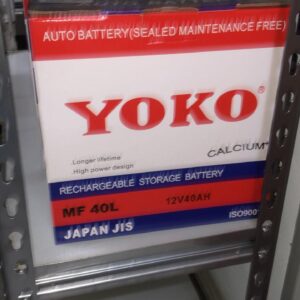 AUTO BATTERY(SEALED MAINTENANCE FREE)
YOKO®
CALCIUM+
.Longer lifetime
.High power design
RECHARGEABLE STORAGE BATTERY
MF 40L 12V40AH
JAPAN JIS ISO900